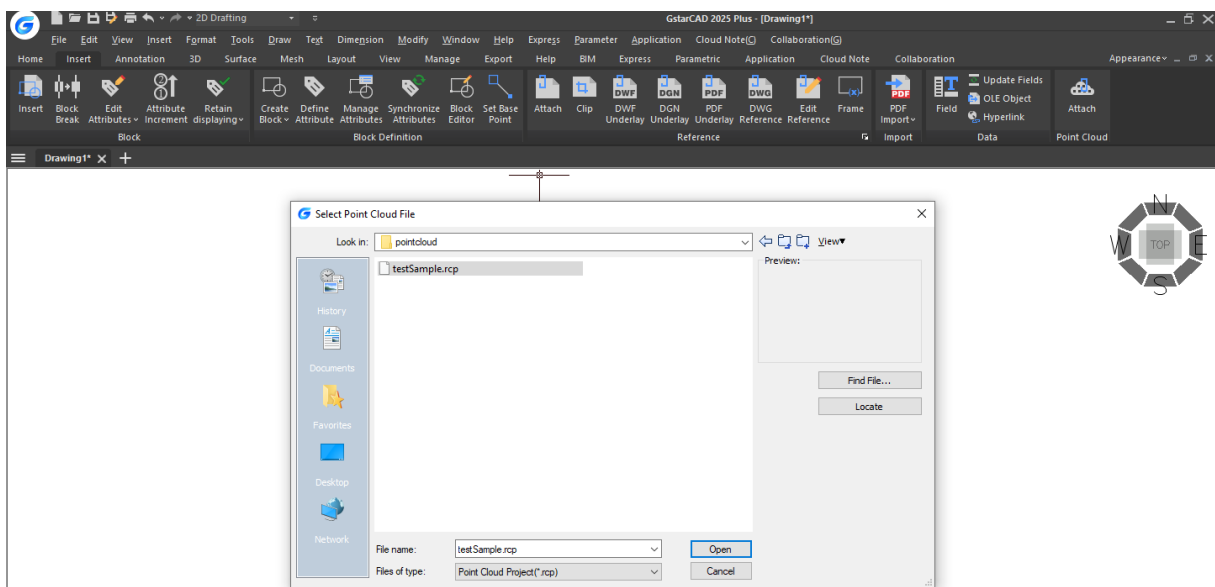 2D Drafting
GstarCAD 2025 Plus - [Drawing1*]
File Edit View Insert Format Tools Draw Text Dimension Modify Window Help Express Parameter Application Cloud Note(C) Collaboration(G)
Home Insert Annotation 3D Surface Mesh Layout View Manage Export Help BIM Express Parametric Application Cloud Note Collaboration Appearance
Insert Block Break Edit Attributes Attribute Increment Retain displaying Create Block Define Attribute Manage Attributes Synchronize Attributes Block Editor Set Base Point Attach Clip DWF Underlay DGN Underlay PDF Underlay DWG Reference Edit Reference Frame PDF Import Field Update Fields OLE Object Hyperlink Attach
Block Block Definition Reference Import Data Point Cloud
Drawing1*
Select Point Cloud File
Look in: pointcloud View
testSample.rcp
Preview:
History
Documents
Favorites
Desktop
Network
Find File...
Locate
File name: testSample.rcp Open
Files of type: Point Cloud Project(*.rcp) Cancel
N
W TOP E
S